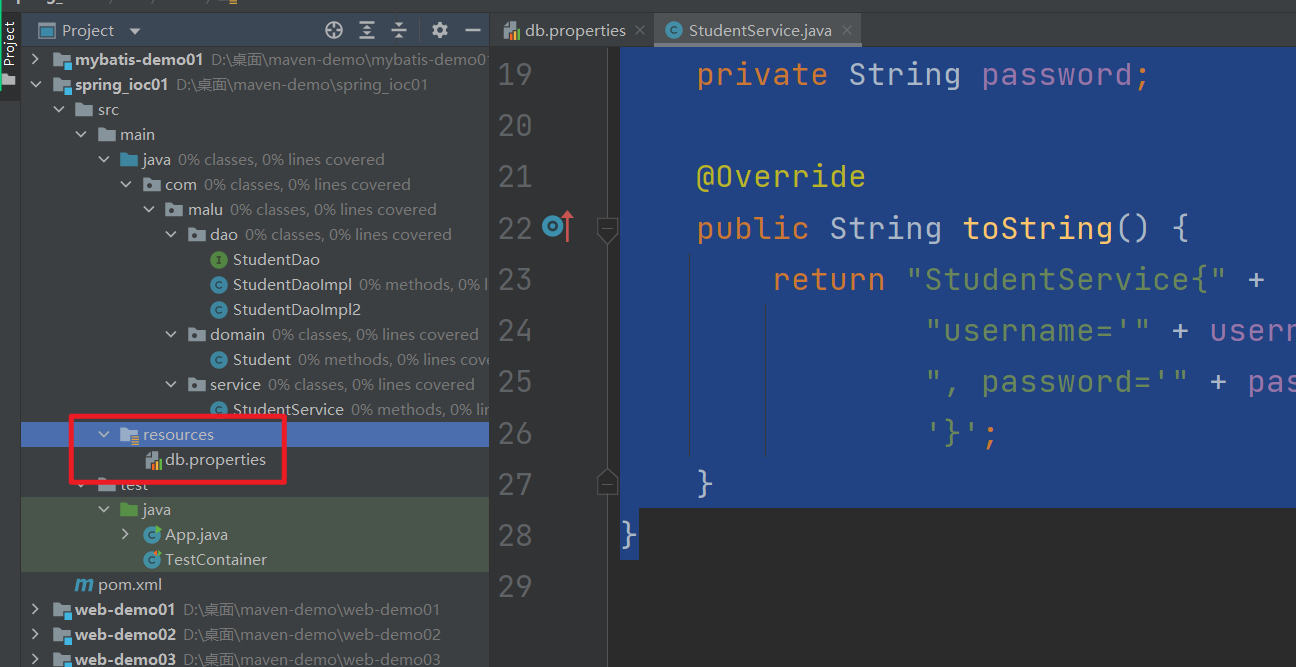 Project
Project
mybatis-demo01 D:\桌面\maven-demo\mybatis-demo01
spring_ioc01 D:\桌面\maven-demo\spring_ioc01
src
main
java 0% classes, 0% lines covered
com 0% classes, 0% lines covered
malu 0% classes, 0% lines covered
dao 0% classes, 0% lines covered
StudentDao
StudentDaoImpl 0% methods, 0% l
StudentDaoImpl2
domain 0% classes, 0% lines covered
Student 0% methods, 0% lines cove
service 0% classes, 0% lines covered
StudentService 0% methods, 0% lin
resources
db.properties
test
java
App.java
TestContainer
pom.xml
web-demo01 D:\桌面\maven-demo\web-demo01
web-demo02 D:\桌面\maven-demo\web-demo02
web-demo03 D:\桌面\maven-demo\web-demo03
db.properties StudentService.java
19 private String password;
20
21 @Override
22 public String toString() {
23 return "StudentService{" +
24 "username='" + usern
25 ", password='" + pas
26 '}';
27 }
28 }
29